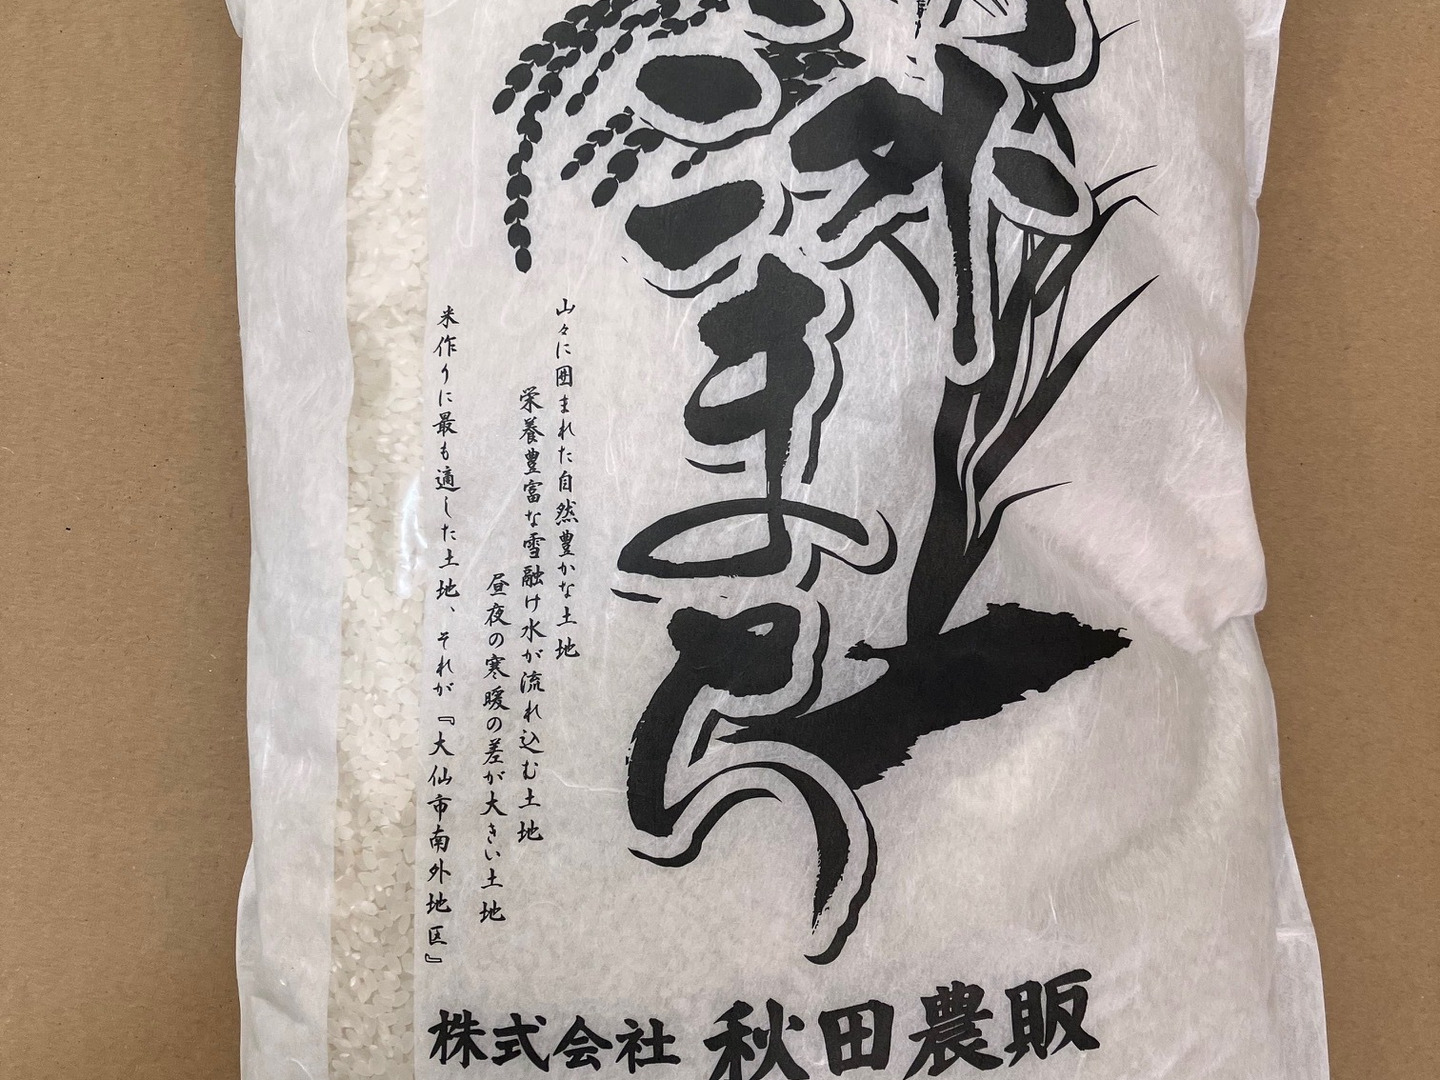 外
こまち
山々に囲まれた自然豊かな土地
栄養豊富な雪融け水が流れ込む土地
昼夜の寒暖の差が大きい土地
米作りに最も適した土地、それが『大仙市南外地区』
株式会社 秋田農販